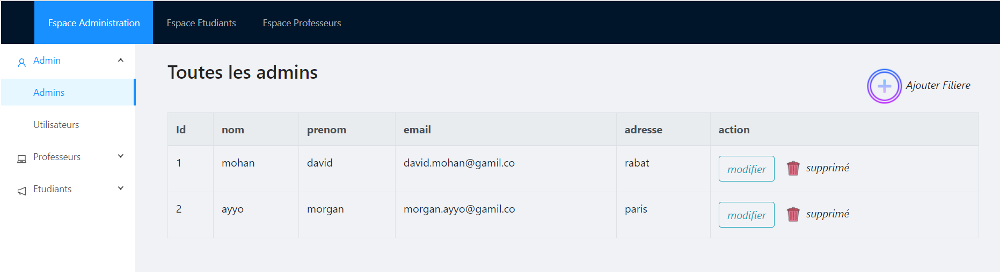 Espace Administration Espace Etudiants Espace Professeurs
Admin
Admins
Utilisateurs
Professeurs
Etudiants
Toutes les admins
Ajouter Filiere
Id nom prenom email adresse action
1 mohan david david.mohan@gamil.co rabat modifier supprimé
2 ayyo morgan morgan.ayyo@gamil.co paris modifier supprimé